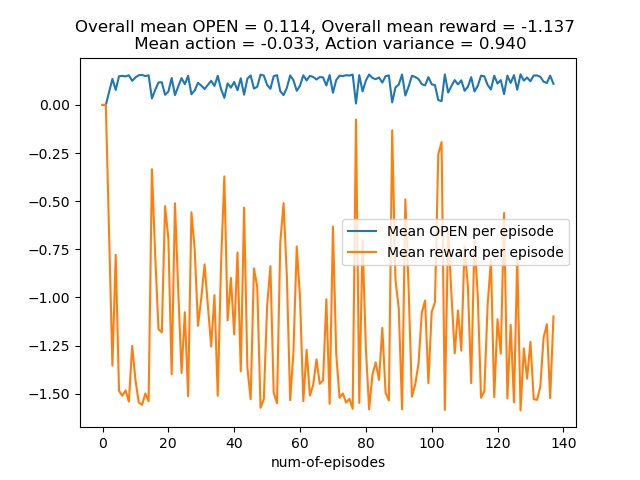 Overall mean OPEN = 0.114, Overall mean reward = -1.137
Mean action = -0.033, Action variance = 0.940
0.00
−0.25
−0.50
−0.75
−1.00
−1.25
−1.50
Mean OPEN per episode
Mean reward per episode
0 20 40 60 80 100 120 140
num-of-episodes